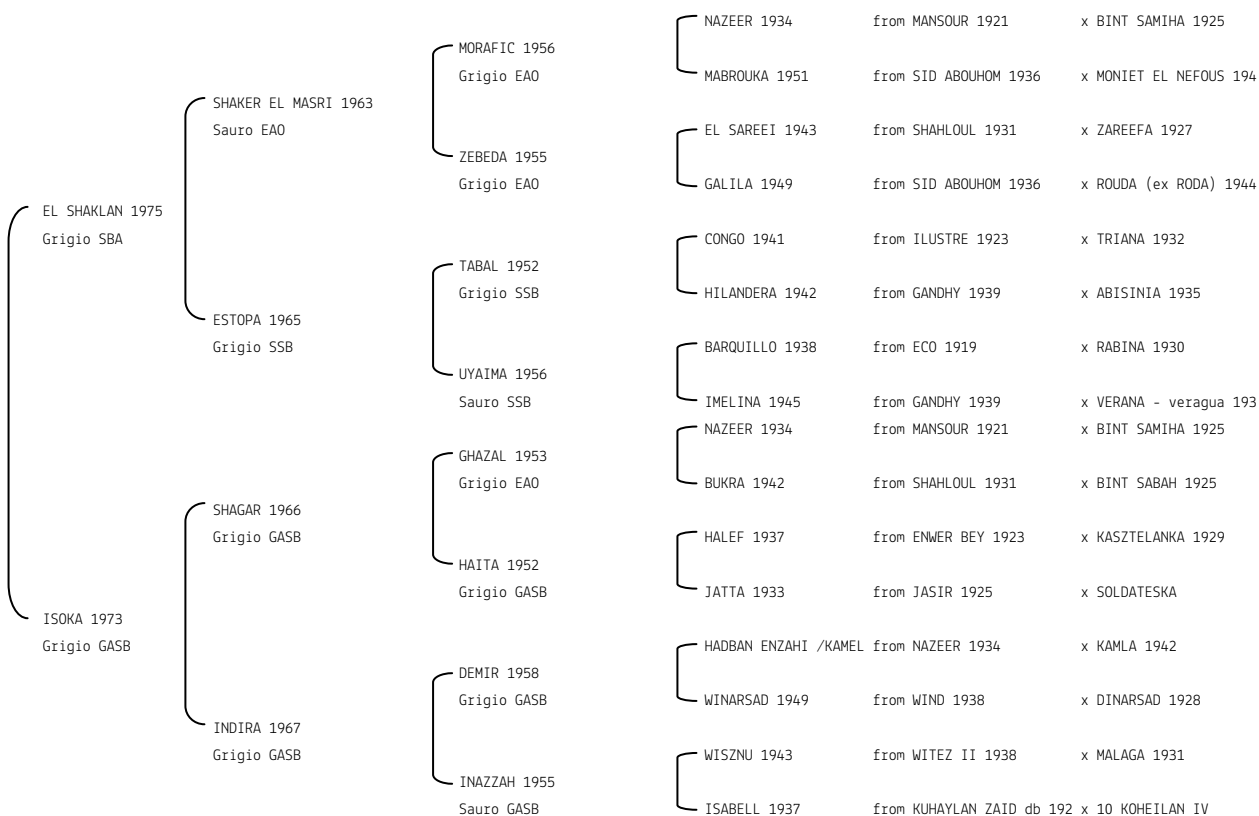 NAZEER 1934 from MANSOUR 1921 x BINT SAMIHA 1925
MORAFIC 1956
Grigio EAO
MABROUKA 1951 from SID ABOUHOM 1936 x MONIET EL NEFOUS 194
SHAKER EL MASRI 1963
Sauro EAO
EL SAREEI 1943 from SHAHLOUL 1931 x ZAREEFA 1927
ZEBEDA 1955
Grigio EAO
GALILA 1949 from SID ABOUHOM 1936 x ROUDA (ex RODA) 1944
EL SHAKLAN 1975
Grigio SBA
CONGO 1941 from ILUSTRE 1923 x TRIANA 1932
TABAL 1952
Grigio SSB
HILANDERA 1942 from GANDHY 1939 x ABISINIA 1935
ESTOPA 1965
Grigio SSB
BARQUILLO 1938 from ECO 1919 x RABINA 1930
UYAIMA 1956
Sauro SSB
IMELINA 1945 from GANDHY 1939 x VERANA - veragua 193
NAZEER 1934 from MANSOUR 1921 x BINT SAMIHA 1925
GHAZAL 1953
Grigio EAO
BUKRA 1942 from SHAHLOUL 1931 x BINT SABAH 1925
SHAGAR 1966
Grigio GASB
HALEF 1937 from ENWER BEY 1923 x KASZTELANKA 1929
HAITA 1952
Grigio GASB
JATTA 1933 from JASIR 1925 x SOLDATESKA
ISOKA 1973
Grigio GASB
HADBAN ENZAHI /KAMEL from NAZEER 1934 x KAMLA 1942
DEMIR 1958
Grigio GASB
WINARSAD 1949 from WIND 1938 x DINARSAD 1928
INDIRA 1967
Grigio GASB
WISZNU 1943 from WITEZ II 1938 x MALAGA 1931
INAZZAH 1955
Sauro GASB
ISABELL 1937 from KUHAYLAN ZAID db 192 x 10 KOHEILAN IV